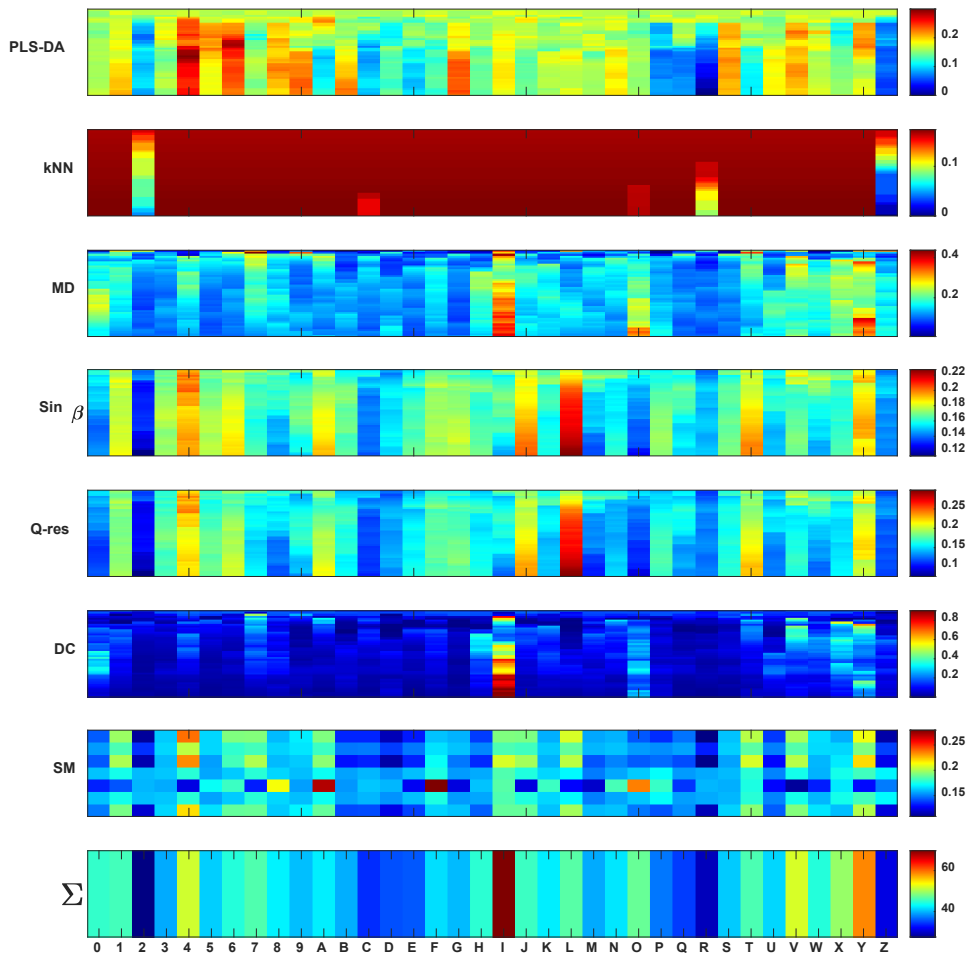 PLS-DA
0.2
0.1
0
kNN
0.1
0
MD
0.4
0.2
Sin β
0.22
0.2
0.18
0.16
0.14
0.12
Q-res
0.25
0.2
0.15
0.1
DC
0.8
0.6
0.4
0.2
SM
0.25
0.2
0.15
Σ
60
40
0 1 2 3 4 5 6 7 8 9 A B C D E F G H I J K L M N O P Q R S T U V W X Y Z